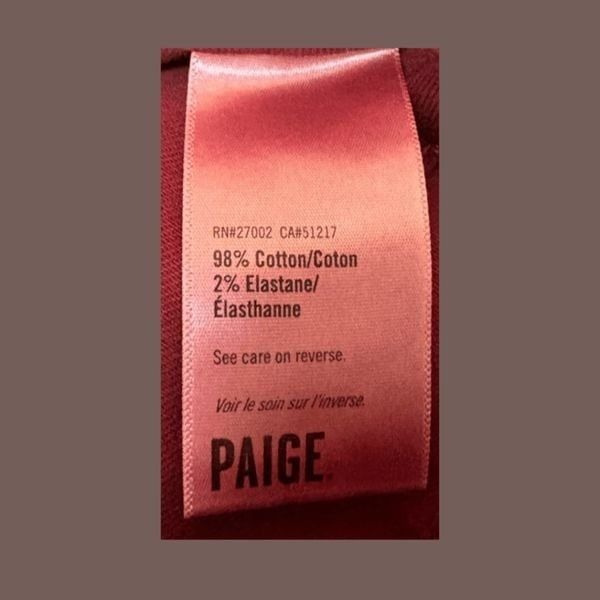 RN#27002 CA#51217
98% Cotton/Coton
2% Elastane/
Élasthanne
See care on reverse.
Voir le soin sur l'inverse.
PAIGE